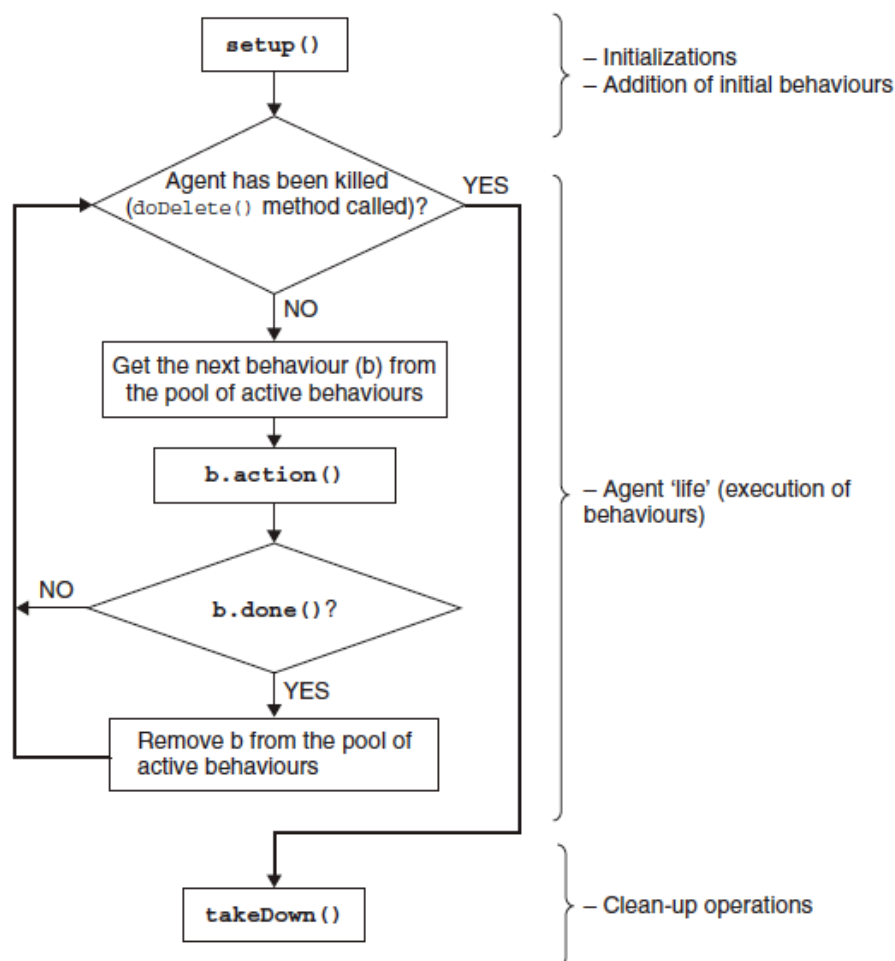 setup()
– Initializations
– Addition of initial behaviours
Agent has been killed
(doDelete() method called)?
YES
NO
Get the next behaviour (b) from
the pool of active behaviours
b.action()
– Agent ‘life’ (execution of
behaviours)
NO
b.done()?
YES
Remove b from the pool of
active behaviours
takeDown()
– Clean-up operations